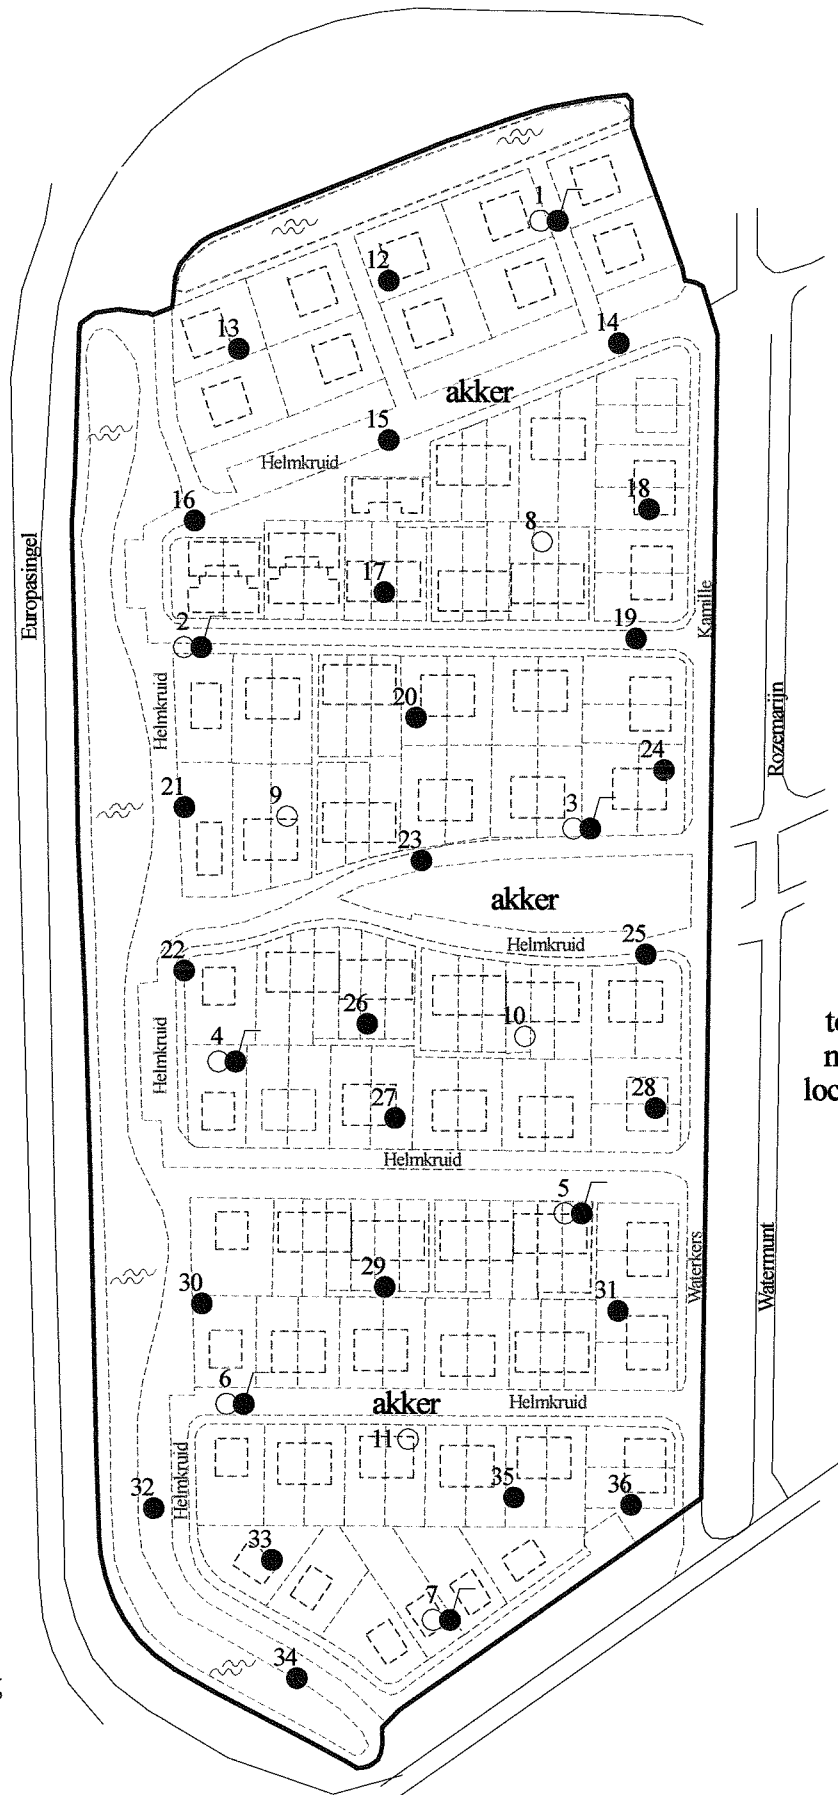 1
12
13
14
akker
15
Helmkruid
16
18
8
17
Europasingel
Kamille
2
19
Helmkruid
20
Rozemarijn
24
21
9
3
23
akker
Helmkruid
25
22
26
10
4
Helmkruid
27
28
Helmkruid
5
29
30
31
Waterkers
Watermunt
6
akker
Helmkruid
11
Helmkruid
35
36
32
33
7
34